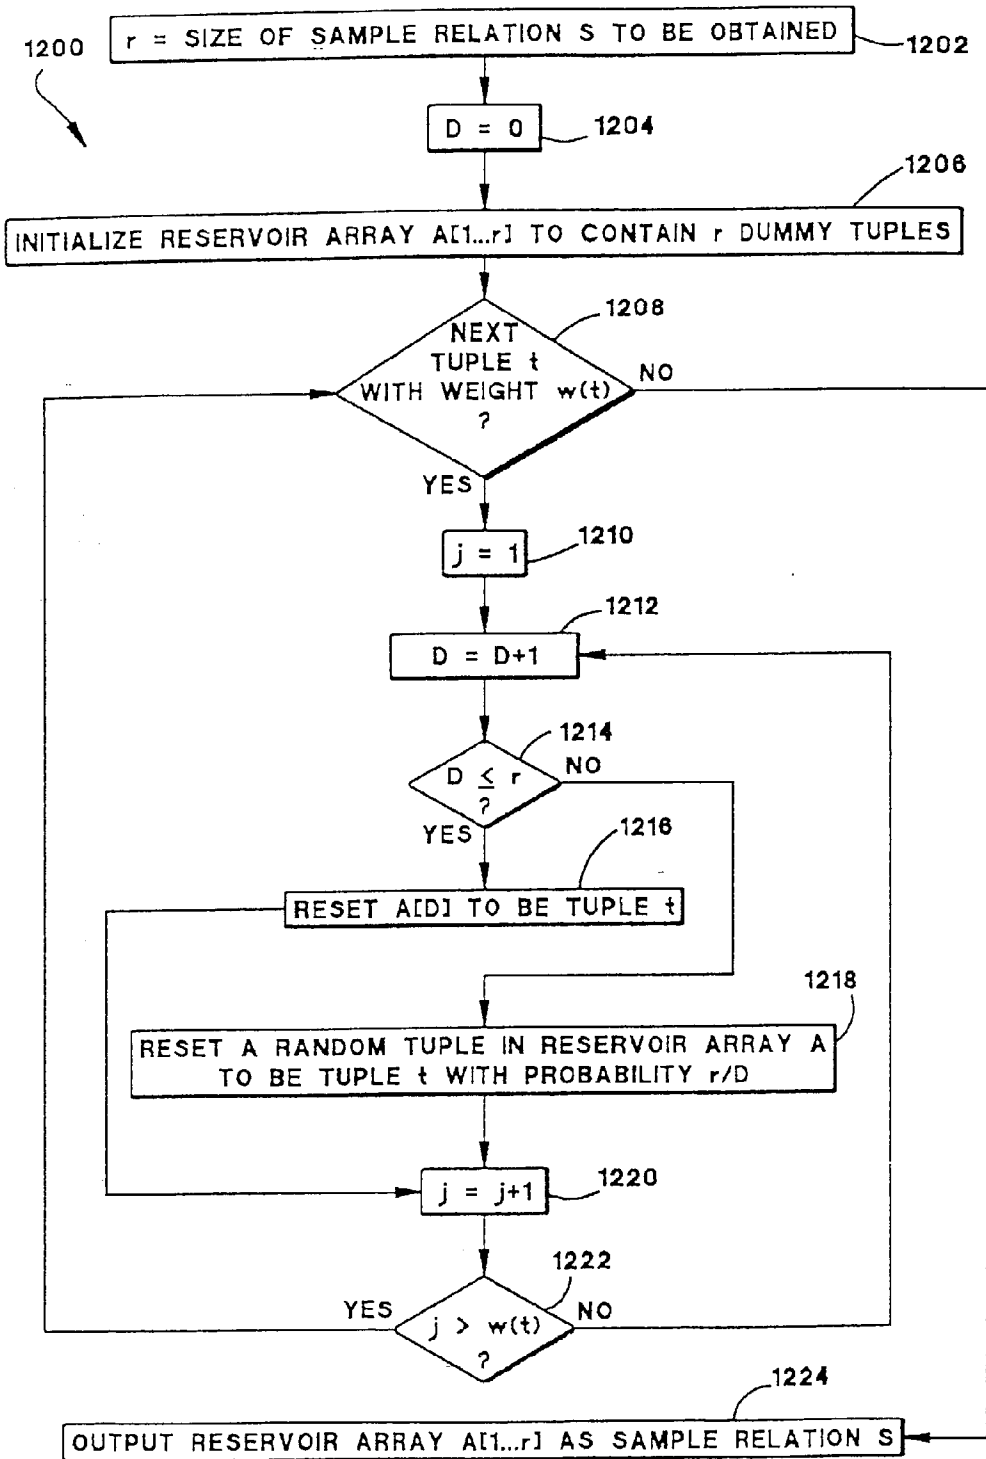 1200
r = SIZE OF SAMPLE RELATION S TO BE OBTAINED
1202
D = 0
1204
1206
INITIALIZE RESERVOIR ARRAY A[1...r] TO CONTAIN r DUMMY TUPLES
1208
NEXT
TUPLE t
WITH WEIGHT w(t)
?
NO
YES
1210
j = 1
1212
D = D+1
1214
D ≤ r
?
NO
YES
1216
RESET A[D] TO BE TUPLE t
1218
RESET A RANDOM TUPLE IN RESERVOIR ARRAY A
TO BE TUPLE t WITH PROBABILITY r/D
1220
j = j+1
1222
YES
j > w(t)
?
NO
1224
OUTPUT RESERVOIR ARRAY A[1...r] AS SAMPLE RELATION S